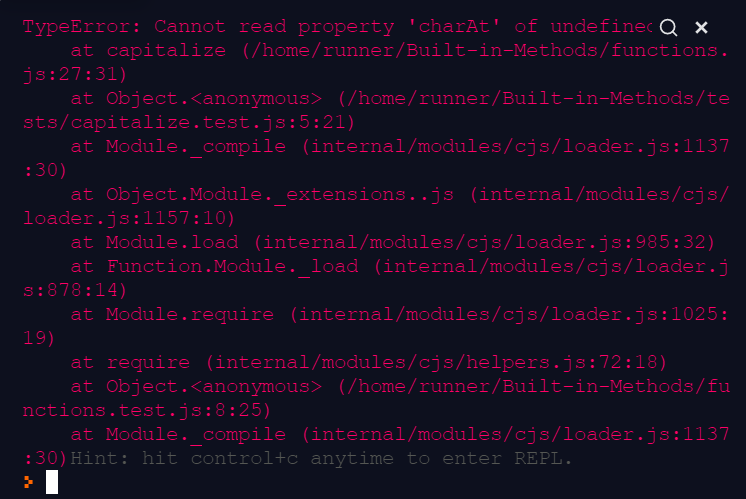 TypeError: Cannot read property 'charAt' of undefined
    at capitalize (/home/runner/Built-in-Methods/functions.
js:27:31)
    at Object.<anonymous> (/home/runner/Built-in-Methods/te
sts/capitalize.test.js:5:21)
    at Module._compile (internal/modules/cjs/loader.js:1137
:30)
    at Object.Module._extensions..js (internal/modules/cjs/
loader.js:1157:10)
    at Module.load (internal/modules/cjs/loader.js:985:32)
    at Function.Module._load (internal/modules/cjs/loader.j
s:878:14)
    at Module.require (internal/modules/cjs/loader.js:1025:
19)
    at require (internal/modules/cjs/helpers.js:72:18)
    at Object.<anonymous> (/home/runner/Built-in-Methods/fu
nctions.test.js:8:25)
    at Module._compile (internal/modules/cjs/loader.js:1137
:30)Hint: hit control+c anytime to enter REPL.